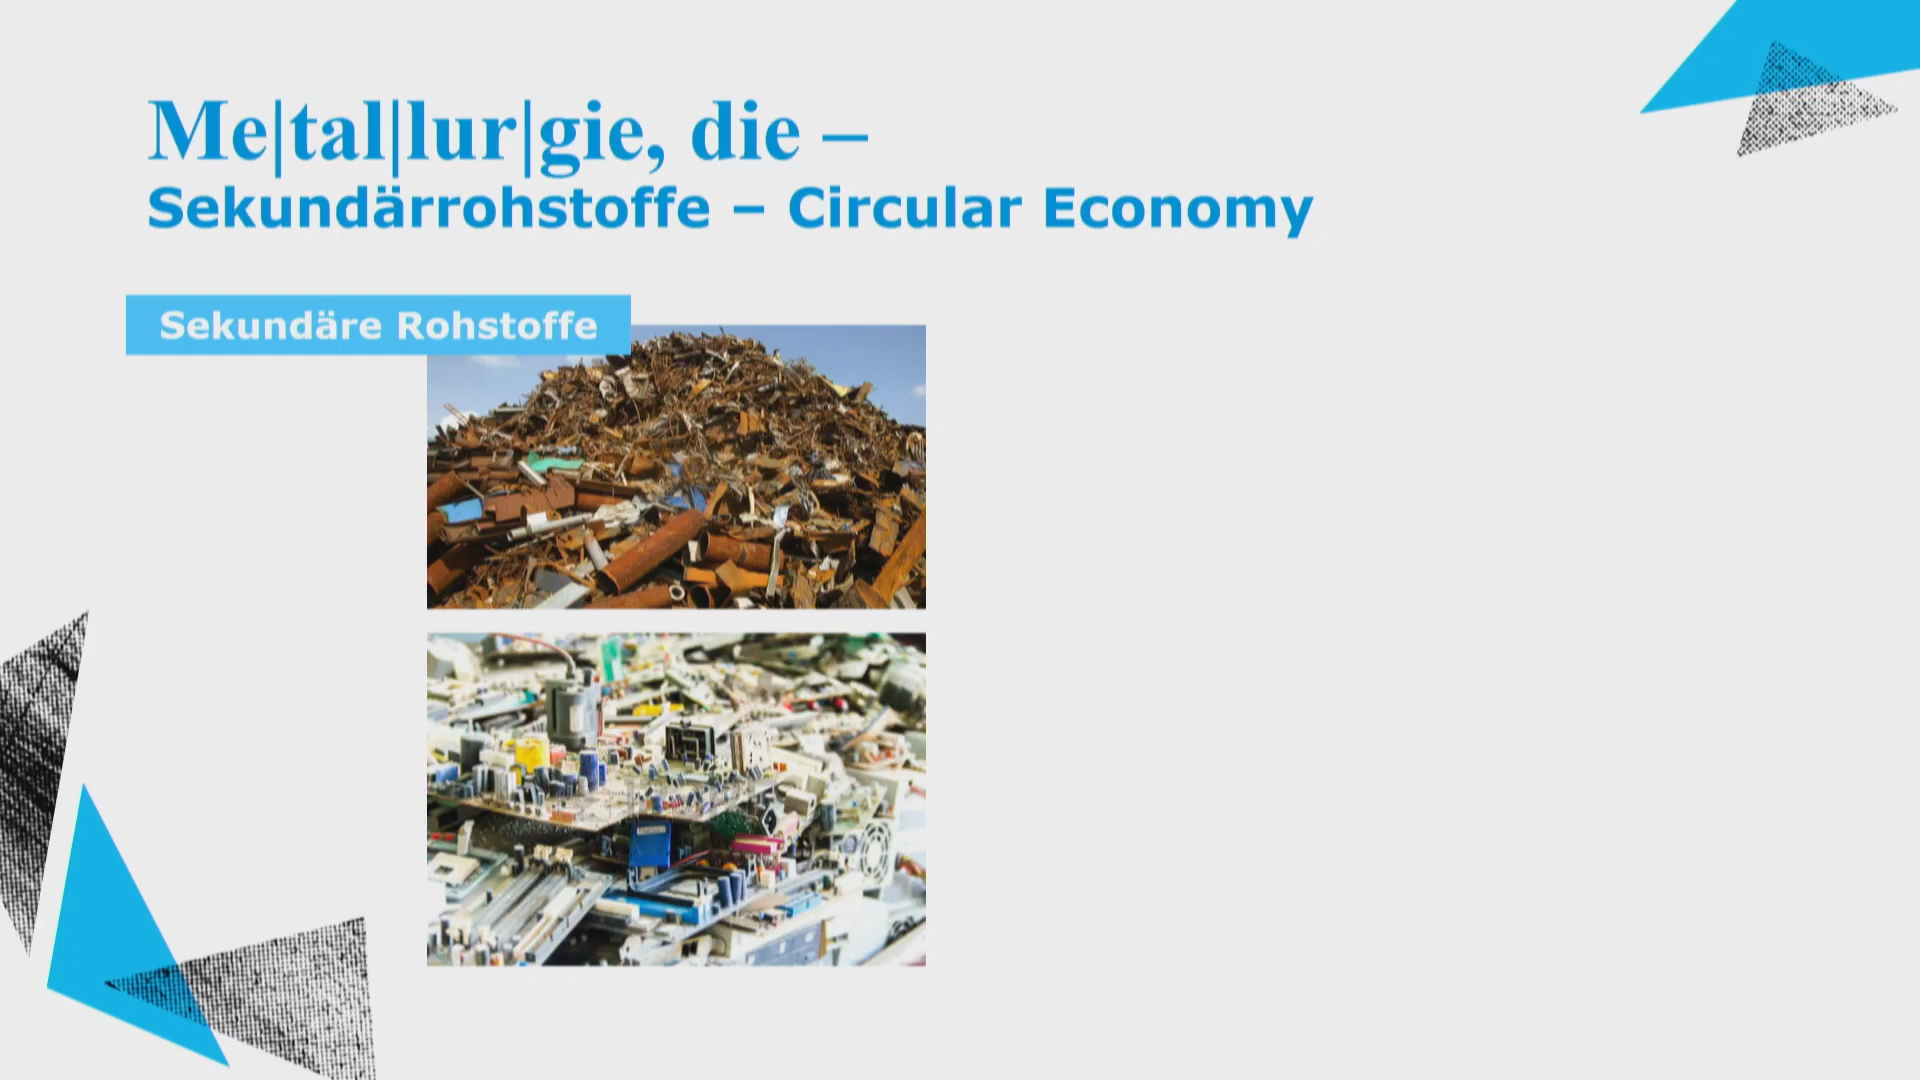 Me|tal||lur|gie, die –
Sekundärrohstoffe – Circular Economy
Sekundäre Rohstoffe